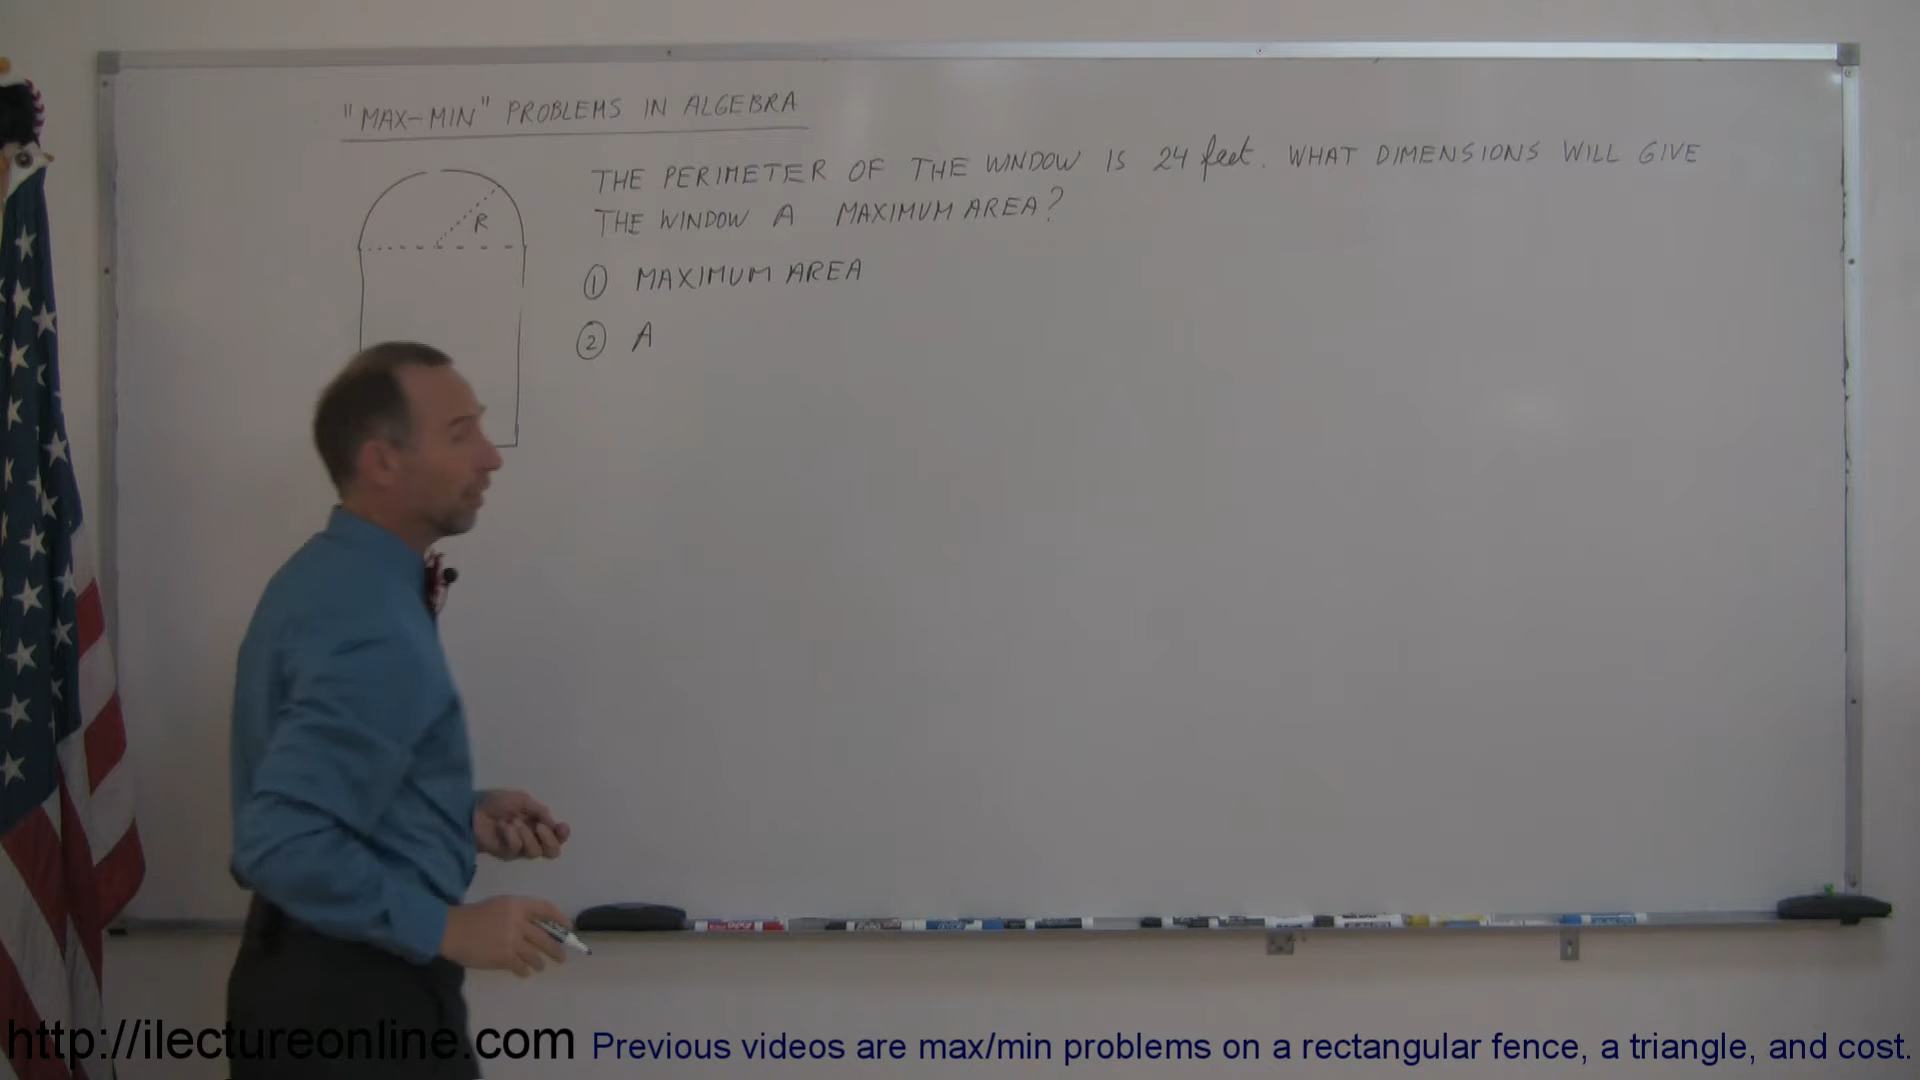 "MAX-MIN" PROBLEMS IN ALGEBRA
THE PERIMETER OF THE WINDOW IS 24 feet. WHAT DIMENSIONS WILL GIVE
THE WINDOW A MAXIMUM AREA?
R
① MAXIMUM AREA
② A
http://ilectureonline.com Previous videos are max/min problems on a rectangular fence, a triangle, and cost.